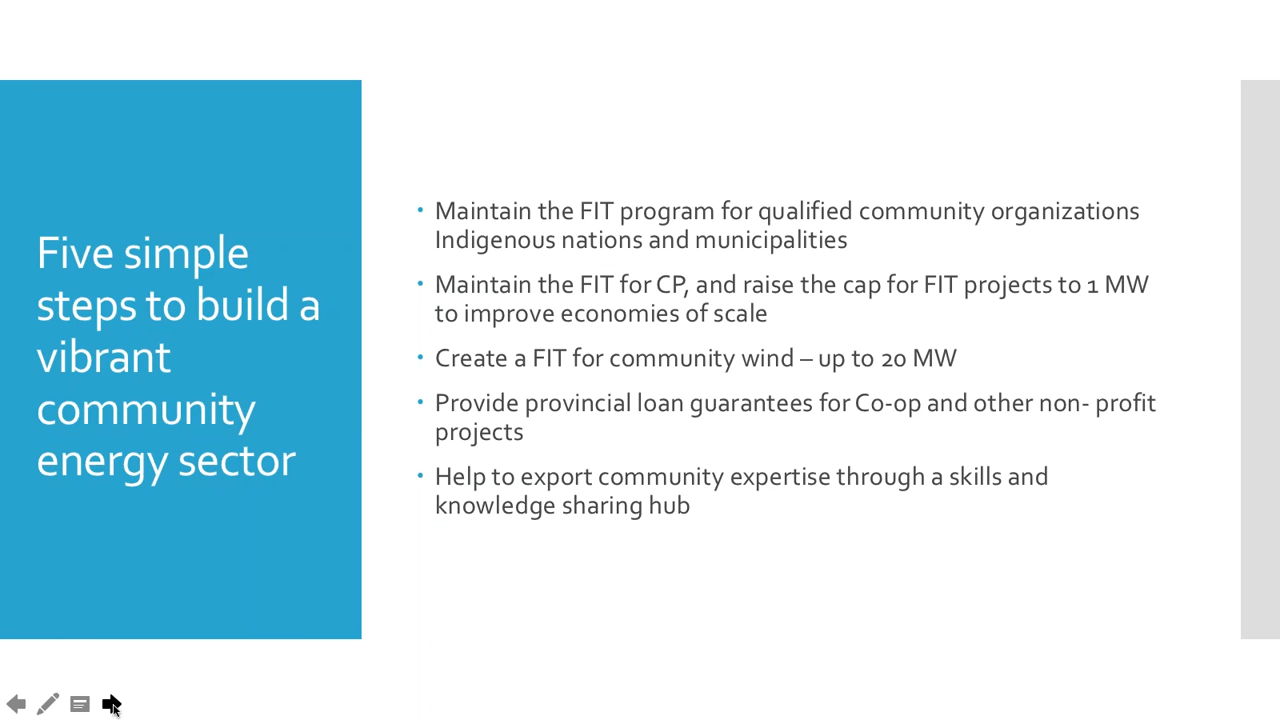 Five simple
steps to build a
vibrant
community
energy sector
• Maintain the FIT program for qualified community organizations
Indigenous nations and municipalities
• Maintain the FIT for CP, and raise the cap for FIT projects to 1 MW
to improve economies of scale
• Create a FIT for community wind – up to 20 MW
• Provide provincial loan guarantees for Co-op and other non- profit
projects
• Help to export community expertise through a skills and
knowledge sharing hub